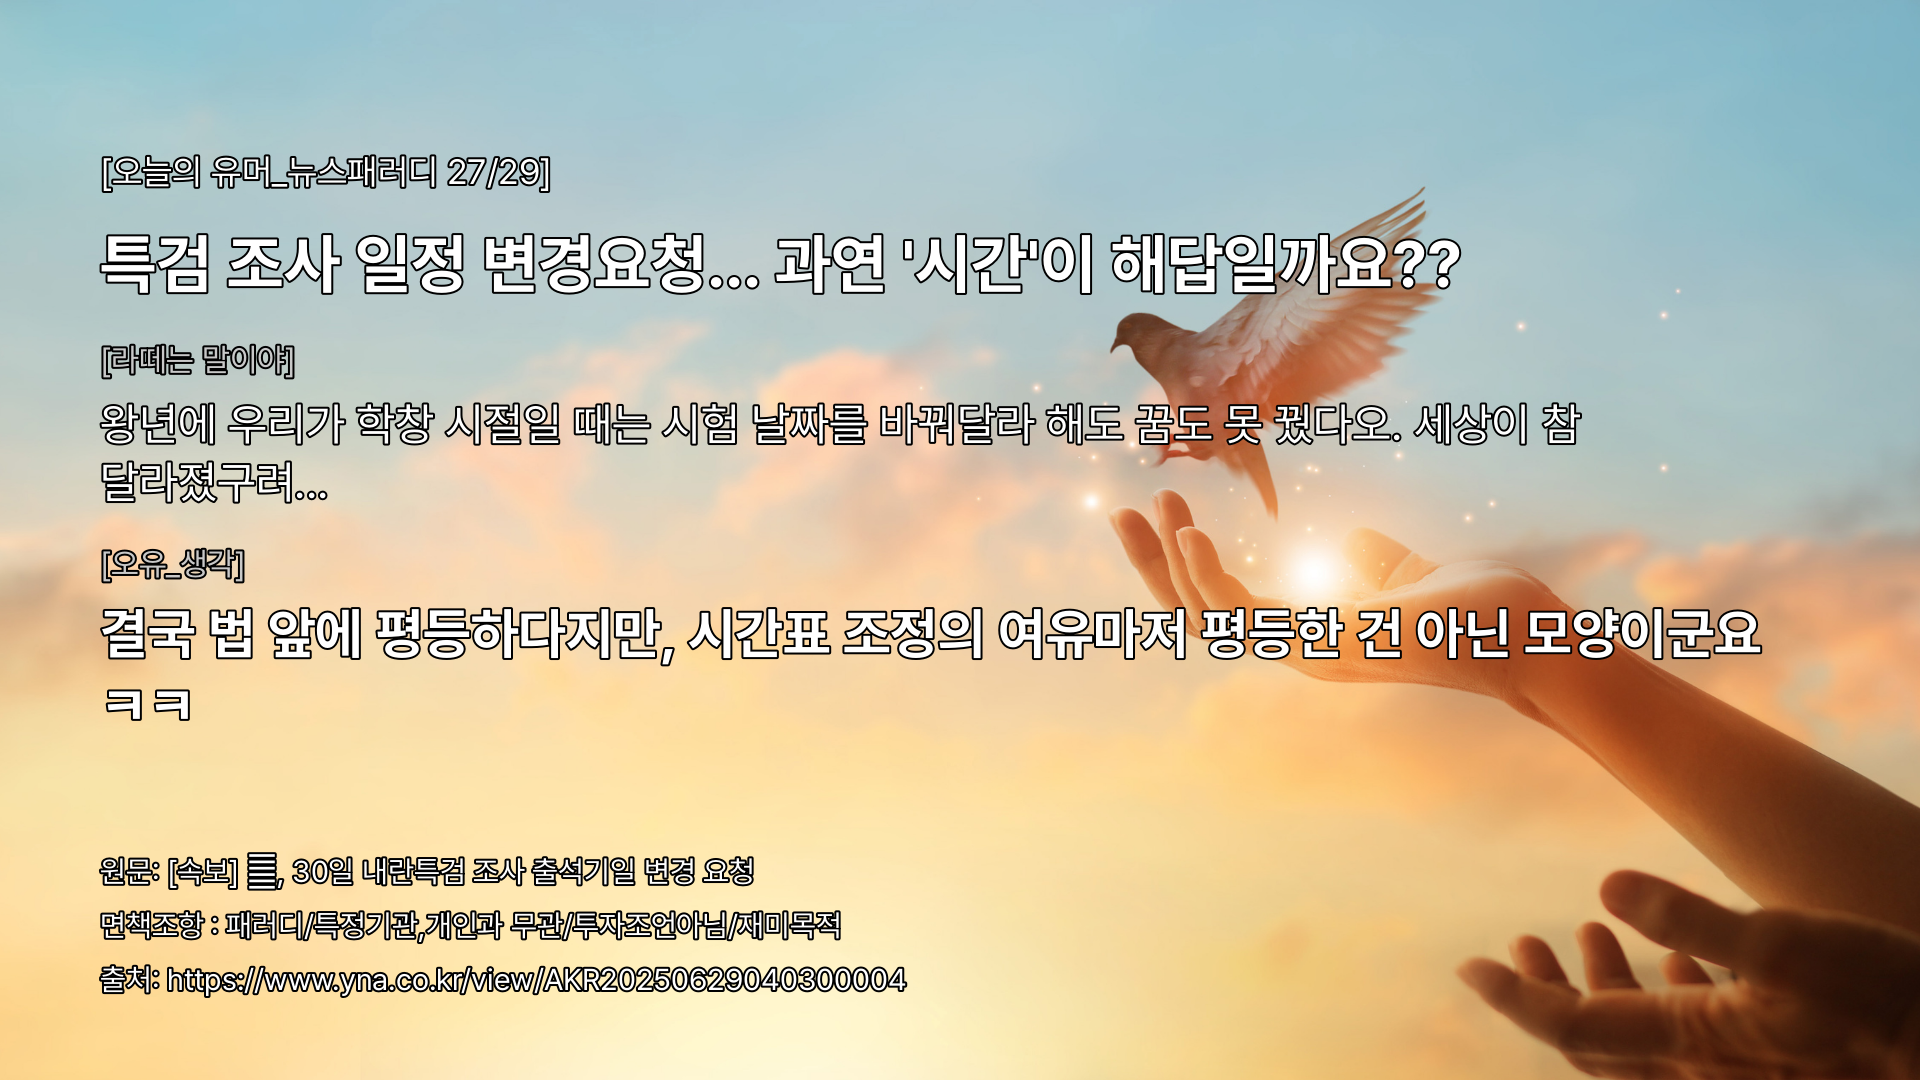 [오늘의 유머_뉴스패러디 27/29]
특검 조사 일정 변경요청... 과연 '시간'이 해답일까요??
[라떼는 말이야]
왕년에 우리가 학창 시절일 때는 시험 날짜를 바꿔달라 해도 꿈도 못 꿨다오. 세상이 참
달라졌구려...
[오유_생각]
결국 법 앞에 평등하다지만, 시간표 조정의 여유마저 평등한 건 아닌 모양이군요
ㅋㅋ
원문: [속보] , 30일 내란특검 조사 출석기일 변경 요청
면책조항 : 패러디/특정기관,개인과 무관/투자조언아님/재미목적
출처: https://www.yna.co.kr/view/AKR20250629040300004